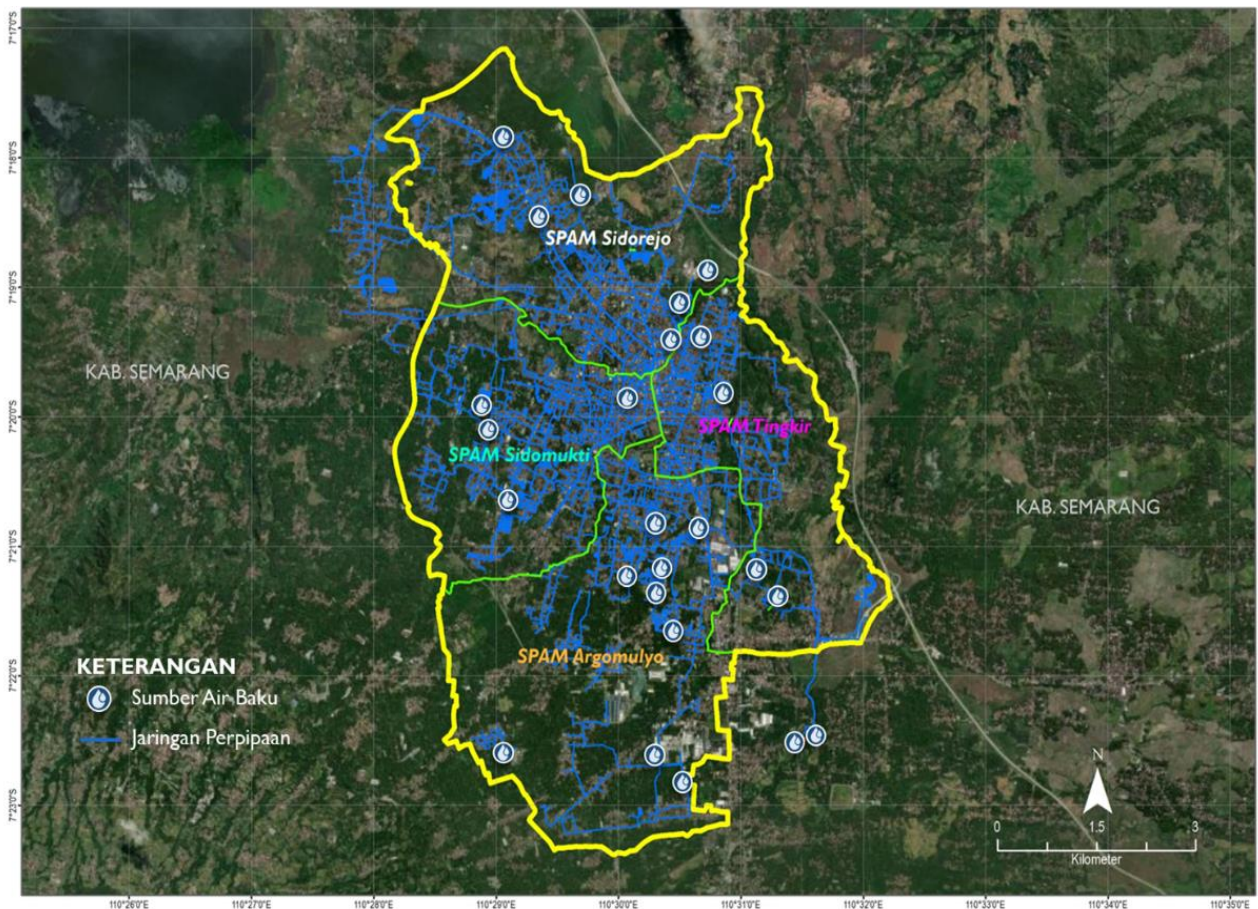 7°17'0"S
7°18'0"S
SPAM Sidorejo
7°19'0"S
KAB. SEMARANG
7°20'0"S
SPAM Tingkir
SPAM Sidomukti
KAB. SEMARANG
7°21'0"S
SPAM Argomulyo
KETERANGAN
7°22'0"S
Sumber Air Baku
Jaringan Perpipaan
N
7°23'0"S
0 1.5 3
Kilometer
110°26'0"E 110°27'0"E 110°28'0"E 110°29'0"E 110°30'0"E 110°31'0"E 110°32'0"E 110°33'0"E 110°34'0"E 110°35'0"E